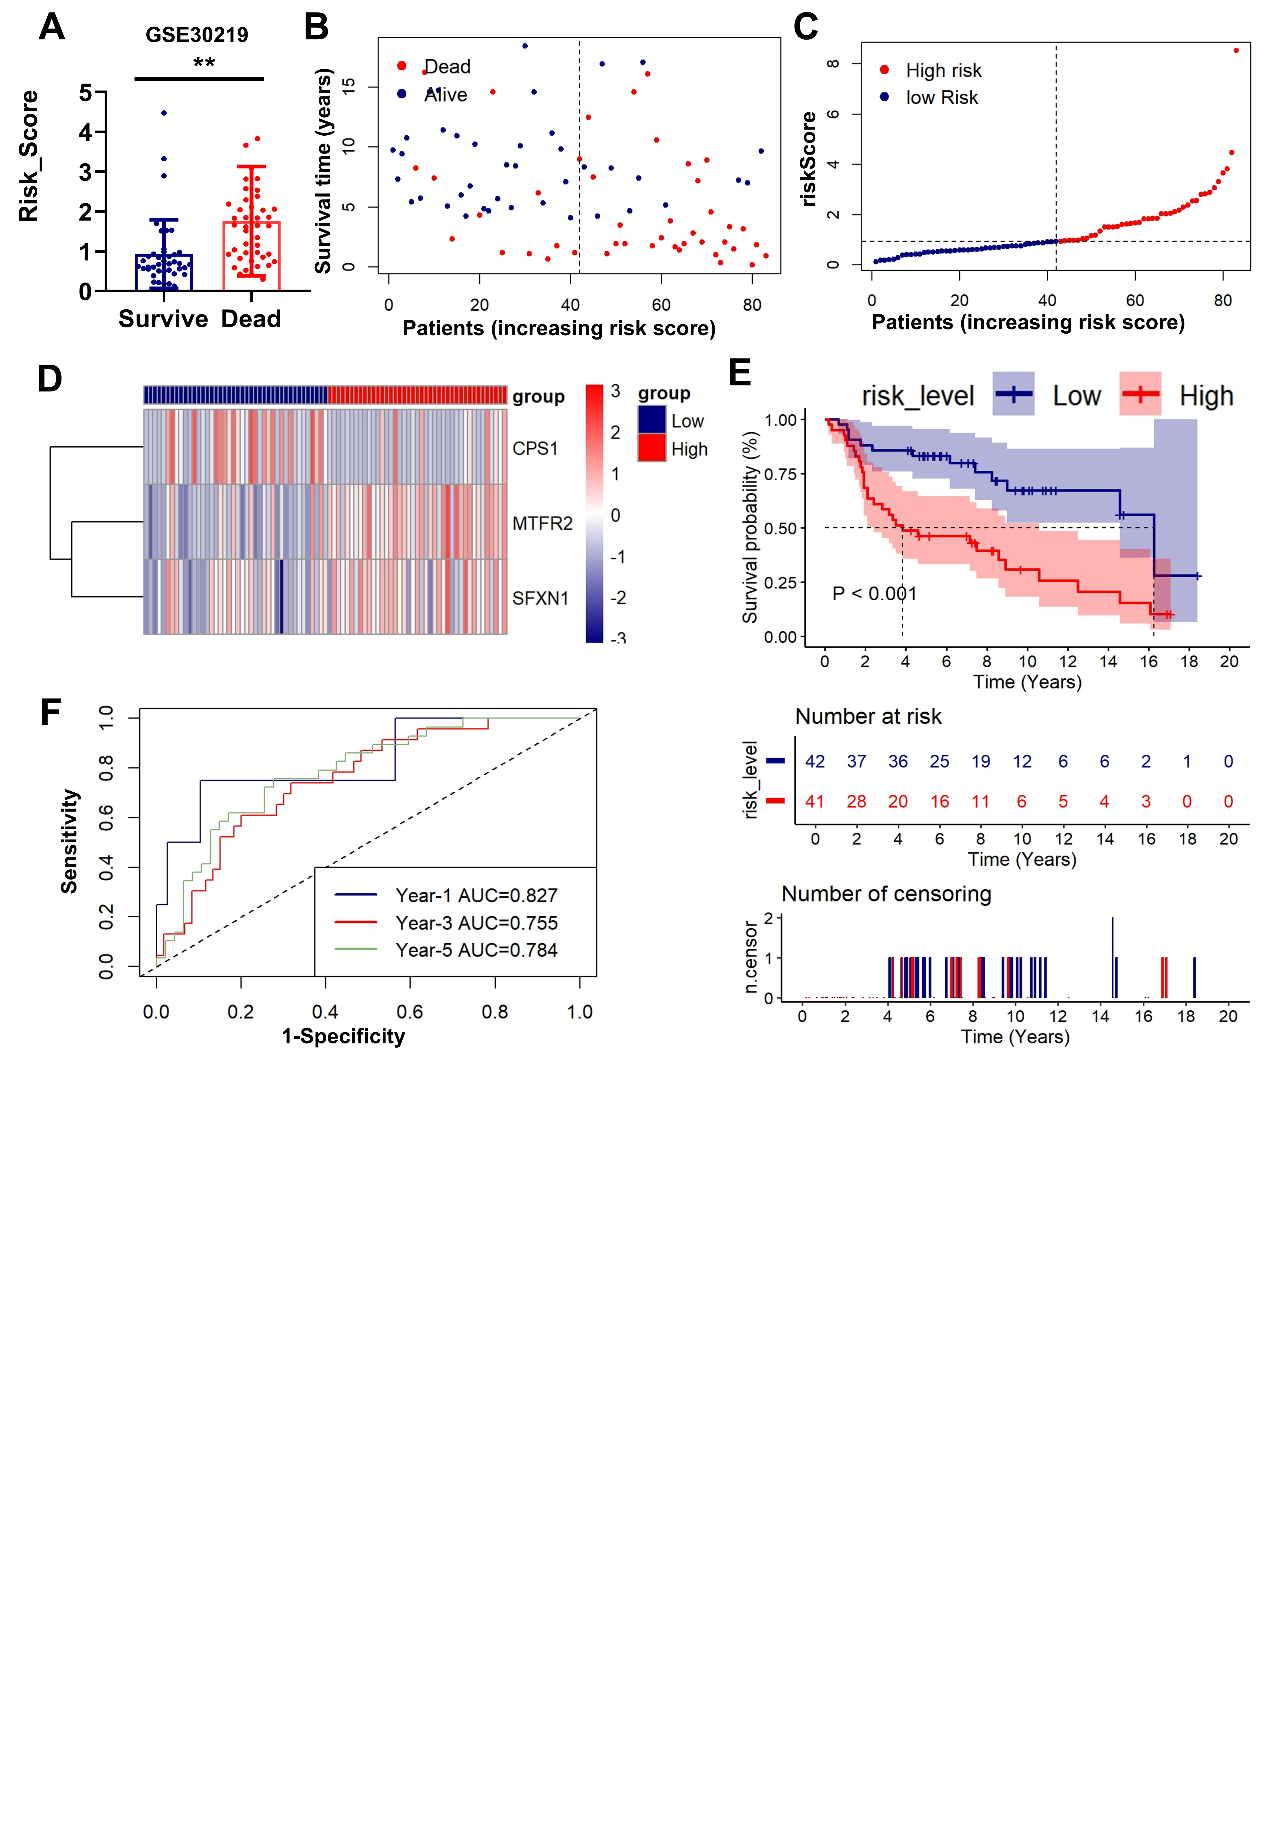 A
GSE30219
**
Risk_Score
5
4
3
2
1
0
Survive Dead
B
Survival time (years)
Dead
Alive
15
10
5
0
0 20 40 60 80
Patients (increasing risk score)
C
riskScore
High risk
low Risk
8
6
4
2
0
0 20 40 60 80
Patients (increasing risk score)
D
group
CPS1
MTFR2
SFXN1
3
2
1
0
-1
-2
-3
group
Low
High
E
risk_level Low High
Survival probability (%)
1.00
0.75
0.50
0.25
0.00
P < 0.001
0 2 4 6 8 10 12 14 16 18 20
Time (Years)
Number at risk
risk_level
42 37 36 25 19 12 6 6 2 1 0
41 28 20 16 11 6 5 4 3 0 0
0 2 4 6 8 10 12 14 16 18 20
Time (Years)
Number of censoring
n.censor
2
1
0
0 2 4 6 8 10 12 14 16 18 20
Time (Years)
F
Sensitivity
1.0
0.8
0.6
0.4
0.2
0.0
Year-1 AUC=0.827
Year-3 AUC=0.755
Year-5 AUC=0.784
0.0 0.2 0.4 0.6 0.8 1.0
1-Specificity